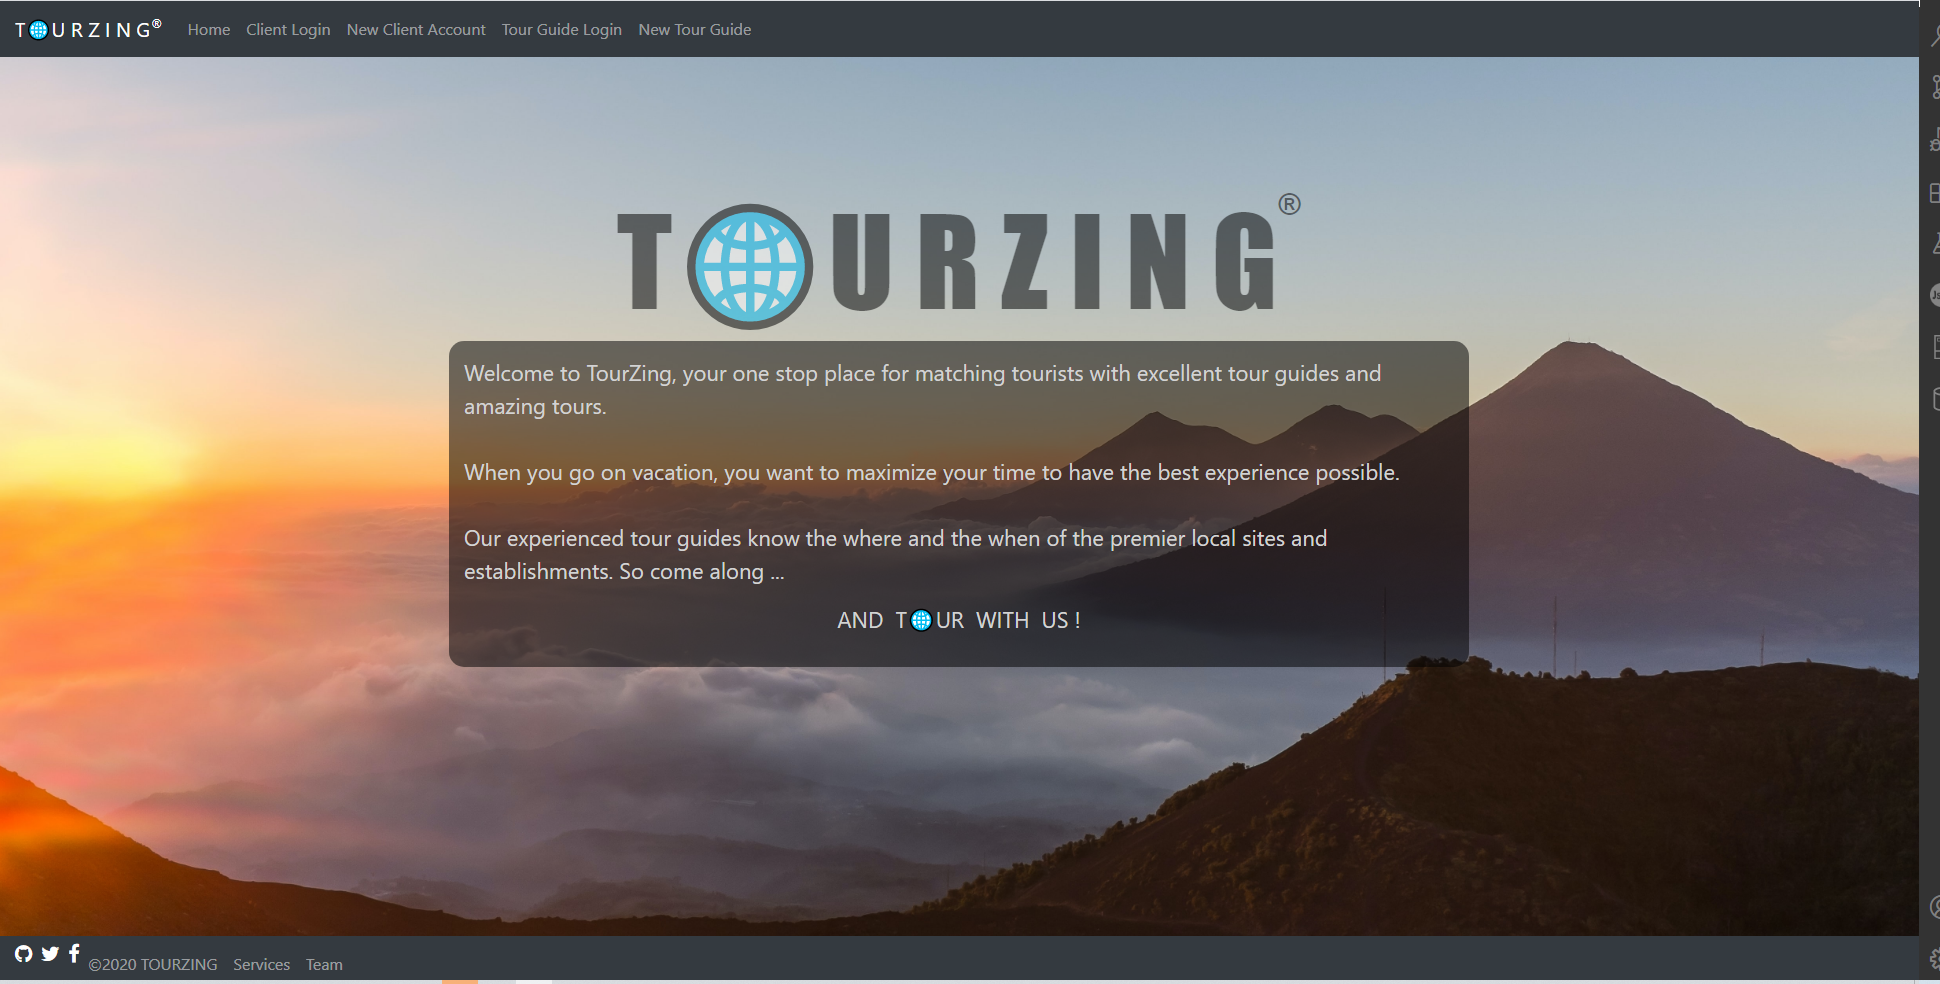 TOURZING® Home Client Login New Client Account Tour Guide Login New Tour Guide
TOURZING®
Welcome to TourZing, your one stop place for matching tourists with excellent tour guides and
amazing tours.
When you go on vacation, you want to maximize your time to have the best experience possible.
Our experienced tour guides know the where and the when of the premier local sites and
establishments. So come along ...
AND TOUR WITH US !
©2020 TOURZING Services Team